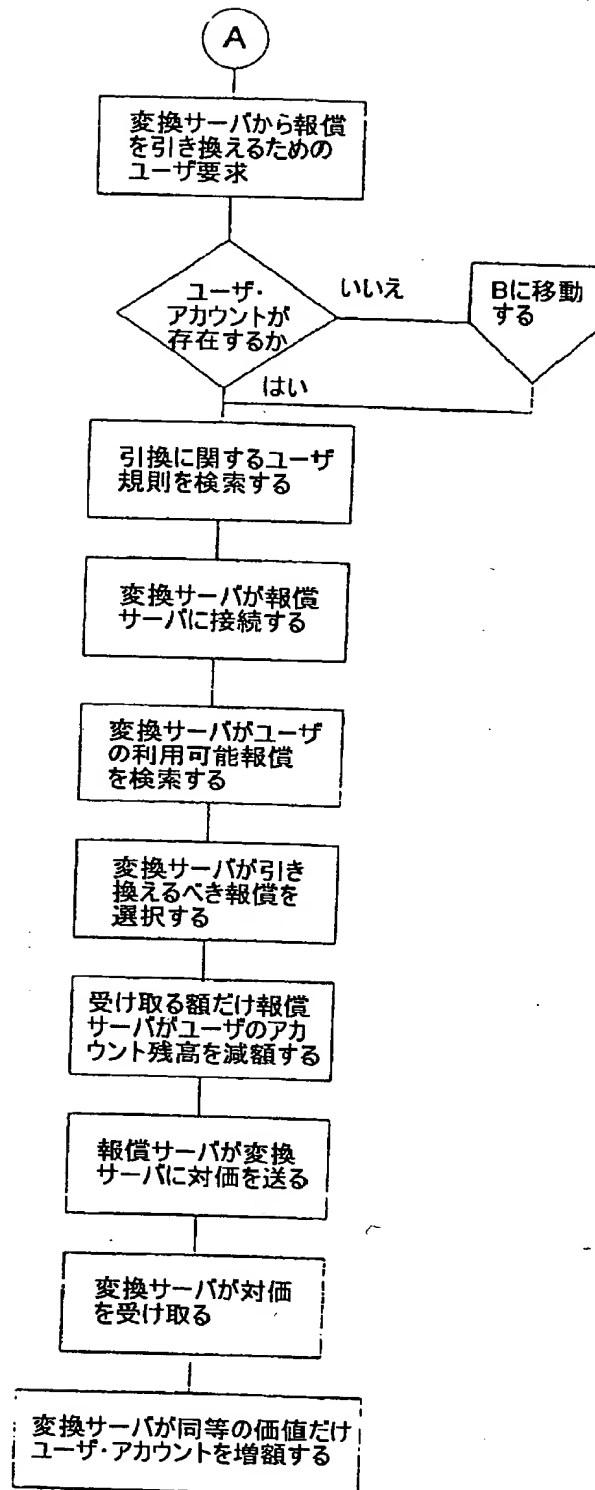 A
変換サーバから報償
を引き換えるための
ユーザ要求
ユーザ・
アカウントが
存在するか
いいえ
Bに移動
する
はい
引換に関するユーザ
規則を検索する
変換サーバが報償
サーバに接続する
変換サーバがユーザ
の利用可能報償
を検索する
変換サーバが引き
換えるべき報償を
選択する
受け取る額だけ報償
サーバがユーザのアカ
ウント残高を減額する
報償サーバが変換
サーバに対価を送る
変換サーバが対価
を受け取る
変換サーバが同等の価値だけ
ユーザ・アカウントを増額する